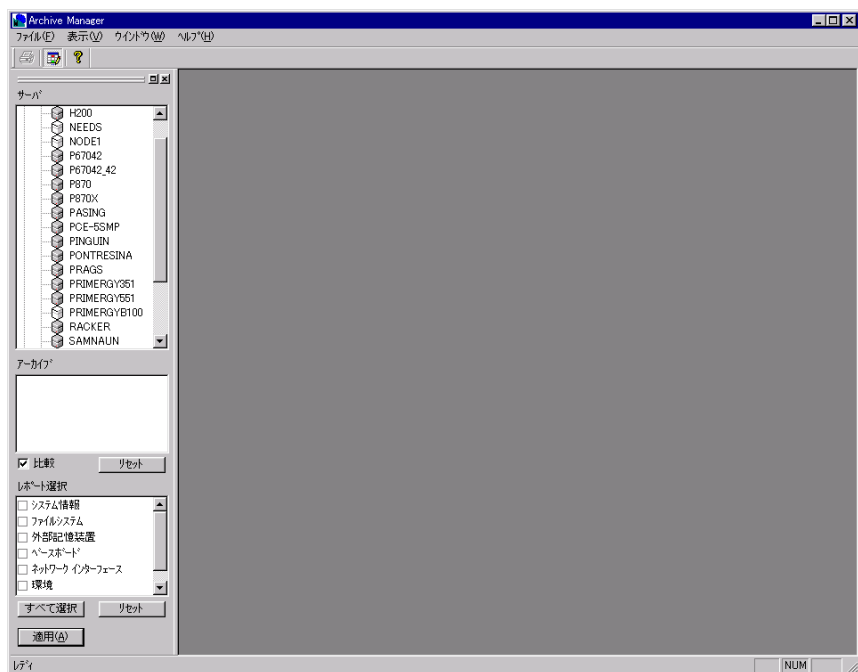 Archive Manager
ﾌｧｲﾙ(F) 表示(V) ｳｲﾝﾄﾞｳ(W) ﾍﾙﾌﾟ(H)
ｻｰﾊﾞ
H200
NEEDS
NODE1
P67042
P67042_42
P870
P870X
PASING
PCE-5SMP
PINGUIN
PONTRESINA
PRAGS
PRIMERGY351
PRIMERGY551
PRIMERGYB100
RACKER
SAMNAUN
ｱｰｶｲﾌﾞ
比較 ﾘｾｯﾄ
ﾚﾎﾟｰﾄ選択
ｼｽﾃﾑ情報
ﾌｧｲﾙｼｽﾃﾑ
外部記憶装置
ﾍﾞｰｽﾎﾞｰﾄﾞ
ﾈｯﾄﾜｰｸ ｲﾝﾀｰﾌｪｰｽ
環境
すべて選択 ﾘｾｯﾄ
適用(A)
ﾚﾃﾞｨ NUM